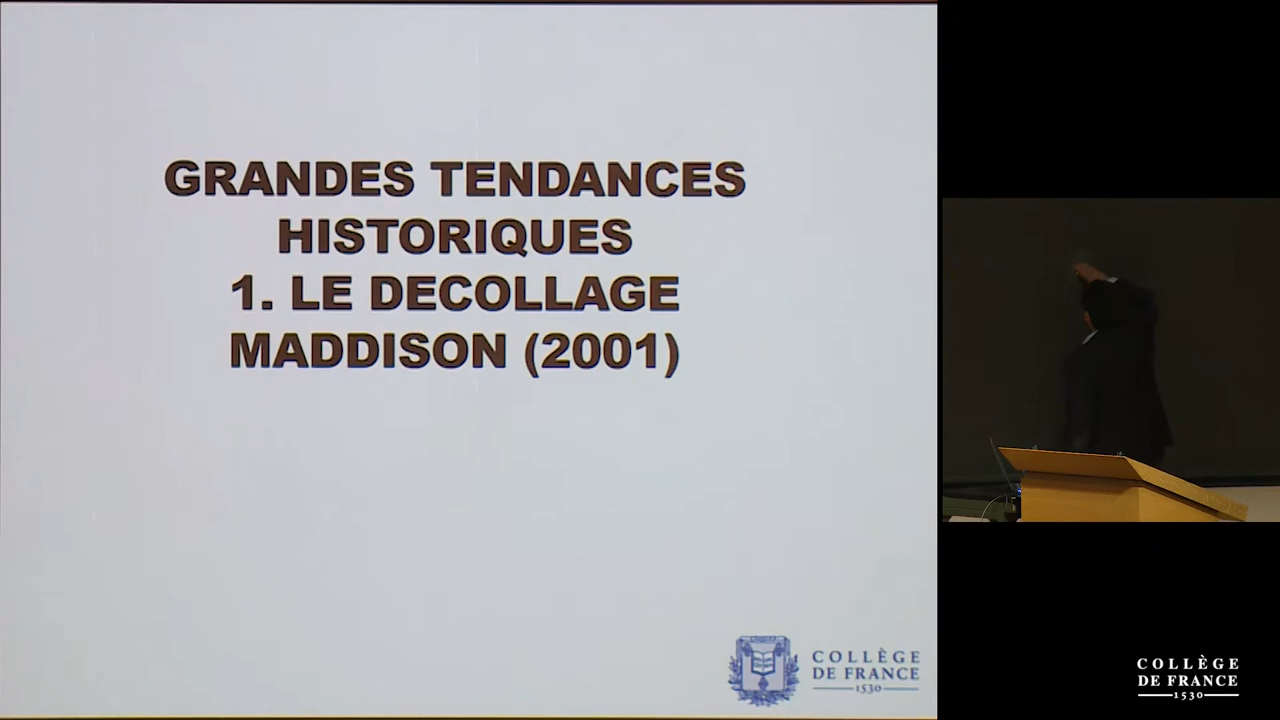 GRANDES TENDANCES
HISTORIQUES
1. LE DECOLLAGE
MADDISON (2001)
COLLÈGE
DE FRANCE
1530
COLLÈGE
DE FRANCE
1530